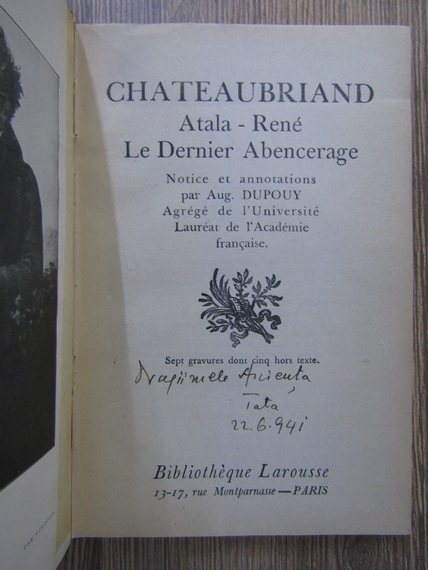 CHATEAUBRIAND
Atala - René
Le Dernier Abencerage
Notice et annotations
par Aug. DUPOUY
Agrégé de l'Université
Lauréat de l'Académie
française.
Sept gravures dont cinq hors texte.
Tata
22.6.941
Bibliothèque Larousse
13-17, rue Montparnasse — PARIS